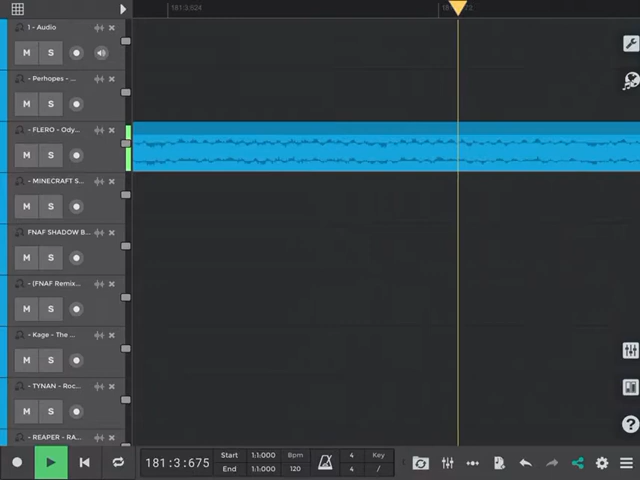 181:3:624
1 - Audio
M S
- Perhopes - ...
M S
- FLERO - Ody...
M S
- MINECRAFT S...
M S
FNAF SHADOW B...
M S
- (FNAF Remix...
M S
- Kage - The ...
M S
- TYNAN - Roc...
M S
- REAPER - RA...
?
181:3:675
Start 1:1:000 Bpm 4 Key
End 1:1:000 120 4 /